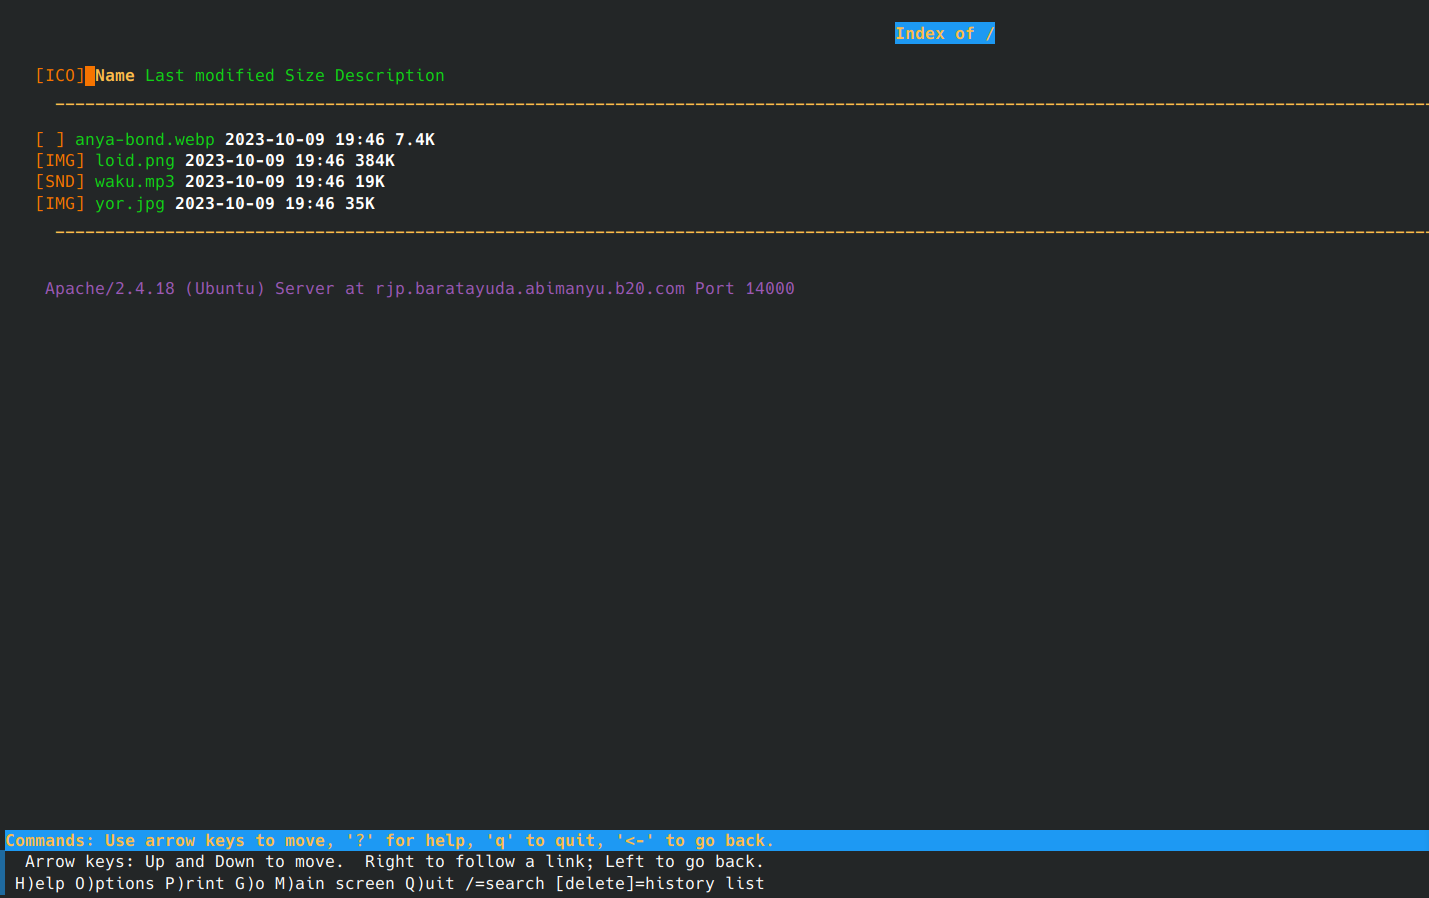 Index of /
[ICO] Name Last modified Size Description
[ ] anya-bond.webp 2023-10-09 19:46 7.4K
[IMG] loid.png 2023-10-09 19:46 384K
[SND] waku.mp3 2023-10-09 19:46 19K
[IMG] yor.jpg 2023-10-09 19:46 35K
Apache/2.4.18 (Ubuntu) Server at rjp.baratayuda.abimanyu.b20.com Port 14000
Commands: Use arrow keys to move, '?' for help, 'q' to quit, '<-' to go back.
Arrow keys: Up and Down to move.  Right to follow a link; Left to go back.
H)elp O)ptions P)rint G)o M)ain screen Q)uit /=search [delete]=history list